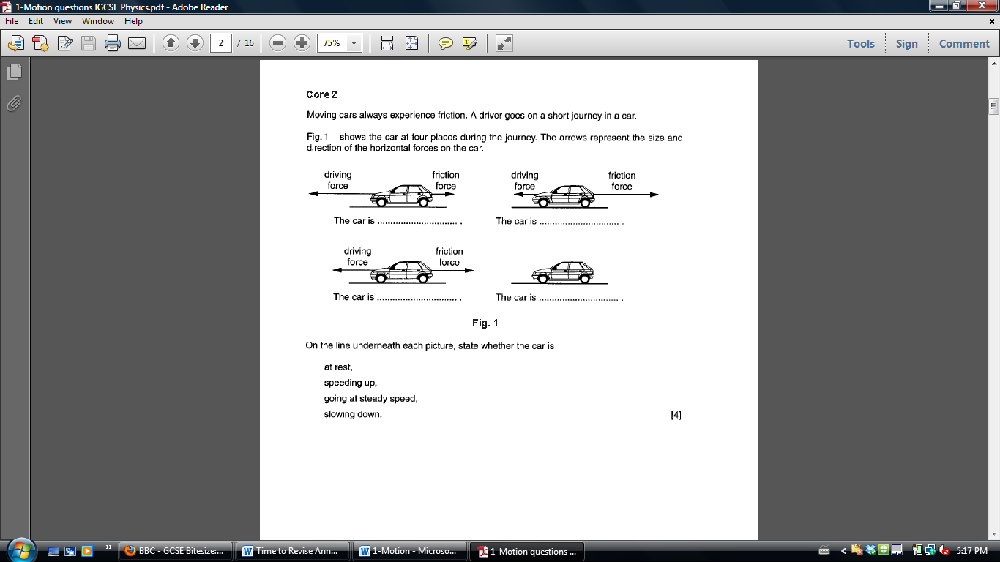 1-Motion questions IGCSE Physics.pdf - Adobe Reader
File Edit View Window Help
2 / 16 75% Tools Sign Comment
Core 2
Moving cars always experience friction. A driver goes on a short journey in a car.
Fig. 1 shows the car at four places during the journey. The arrows represent the size and
direction of the horizontal forces on the car.
driving
force
friction
force
The car is ............................... .
driving
force
friction
force
The car is ............................... .
driving
force
friction
force
The car is ............................... .
The car is ............................... .
Fig. 1
On the line underneath each picture, state whether the car is
at rest,
speeding up,
going at steady speed,
slowing down.
[4]
BBC - GCSE Bitesize:... Time to Revise Ann... 1-Motion - Microso... 1-Motion questions ... 5:17 PM